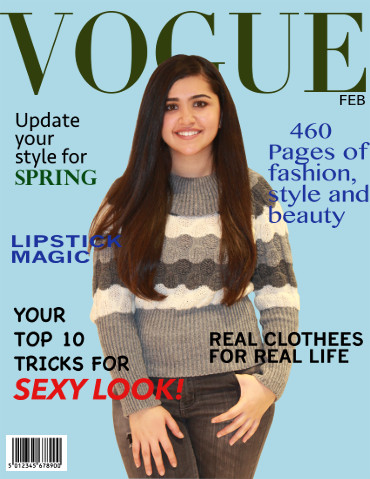 VOGUE
FEB
Update
your
style for
SPRING
460
Pages of
fashion,
style and
beauty
LIPSTICK
MAGIC
YOUR
TOP 10
TRICKS FOR
SEXY LOOK!
REAL CLOTHEES
FOR REAL LIFE
5 012345 678900